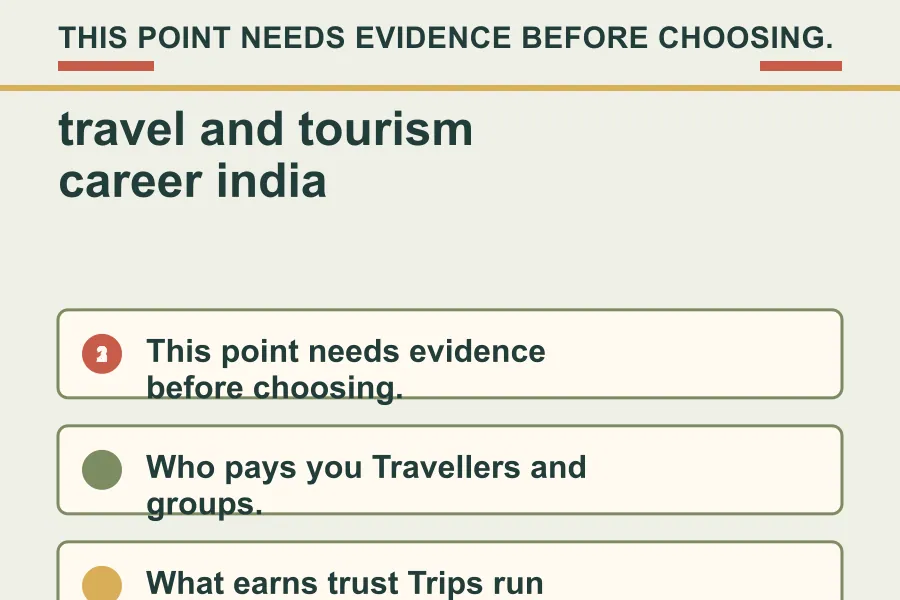 THIS POINT NEEDS EVIDENCE BEFORE CHOOSING.
travel and tourism
career india
This point needs evidence
before choosing.
Who pays you Travellers and
groups.
What earns trust Trips run